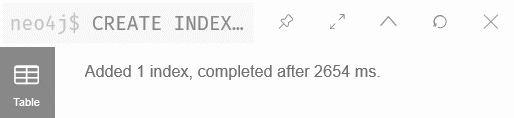 neo4j$ CREATE INDEX…
Added 1 index, completed after 2654 ms.
Table